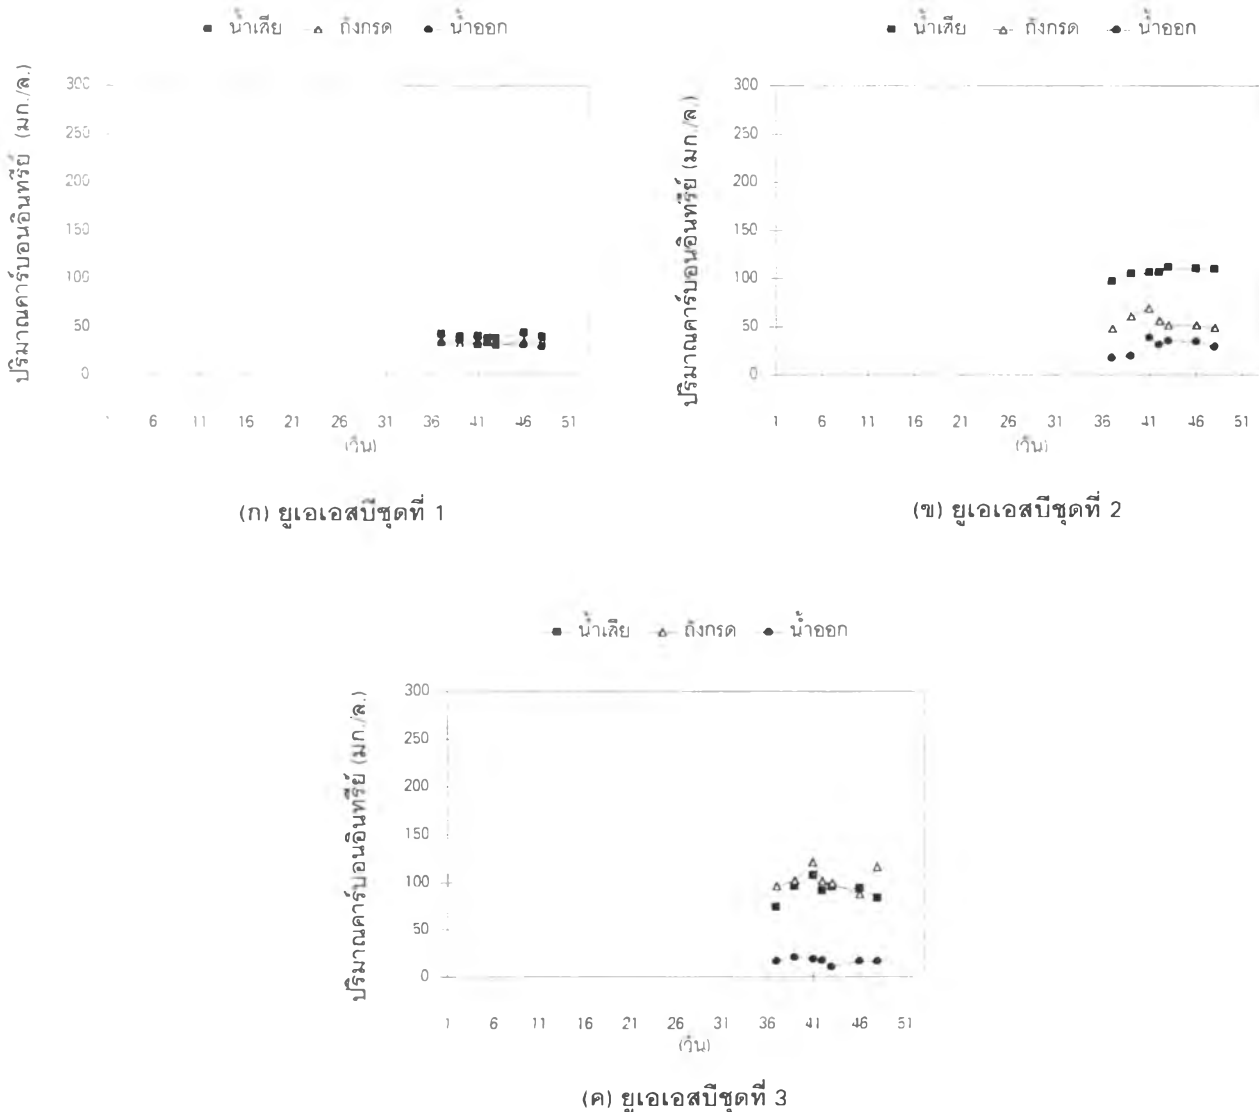 น้ำเสีย ถังกรด น้ำออก
ปริมาณคาร์บอนอินทรีย์ (มก./ล.)
300
250
200
150
100
50
0
1 6 11 16 21 26 31 36 41 46 51
(วัน)
(ก) ยูเอเอสบีชุดที่ 1
น้ำเสีย ถังกรด น้ำออก
ปริมาณคาร์บอนอินทรีย์ (มก./ล.)
300
250
200
150
100
50
0
1 6 11 16 21 26 31 36 41 46 51
(วัน)
(ข) ยูเอเอสบีชุดที่ 2
น้ำเสีย ถังกรด น้ำออก
ปริมาณคาร์บอนอินทรีย์ (มก./ล.)
300
250
200
150
100
50
0
1 6 11 16 21 26 31 36 41 46 51
(วัน)
(ค) ยูเอเอสบีชุดที่ 3